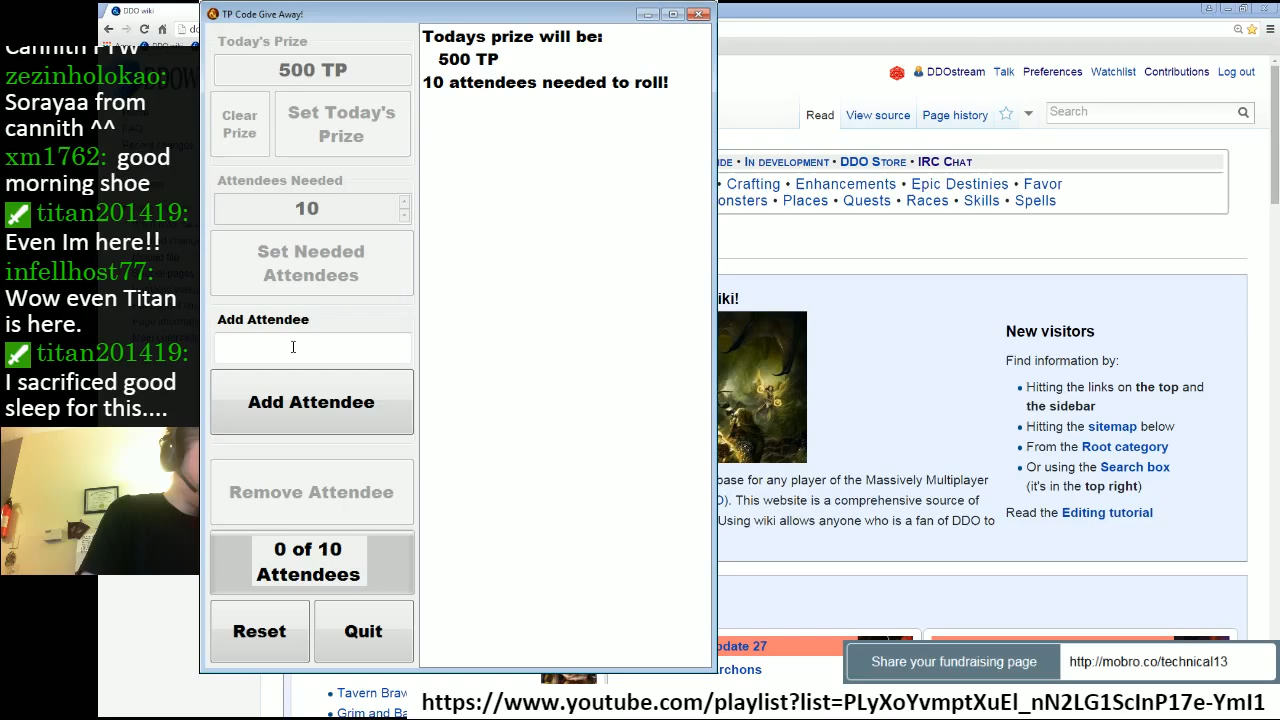 DDO wiki
TP Code Give Away!
Cannith FTW
zezinholokao:
Sorayaa from
cannith ^^
xm1762: good
morning shoe
titan201419:
Even Im here!!
infellhost77:
Wow even Titan
is here.
titan201419:
I sacrificed good
sleep for this....
Today's Prize
500 TP
Clear
Prize
Set Today's
Prize
Attendees Needed
10
Set Needed
Attendees
Add Attendee
Add Attendee
Remove Attendee
0 of 10
Attendees
Reset
Quit
Todays prize will be:
500 TP
10 attendees needed to roll!
DDOstream Talk Preferences Watchlist Contributions Log out
Read View source Page history Search
In development • DDO Store • IRC Chat
Crafting • Enhancements • Epic Destinies • Favor
• Places • Quests • Races • Skills • Spells
iki!
New visitors
Find information by:
Hitting the links on the top and
the sidebar
Hitting the sitemap below
From the Root category
Or using the Search box
(it's in the top right)
Read the Editing tutorial
base for any player of the Massively Multiplayer
). This website is a comprehensive source of
Using wiki allows anyone who is a fan of DDO to
pdate 27
archons
Tavern Brav
Grim and Ba
Share your fundraising page
http://mobro.co/technical13
https://www.youtube.com/playlist?list=PLyXoYvmptXuEl_nN2LG1ScInP17e-YmI1